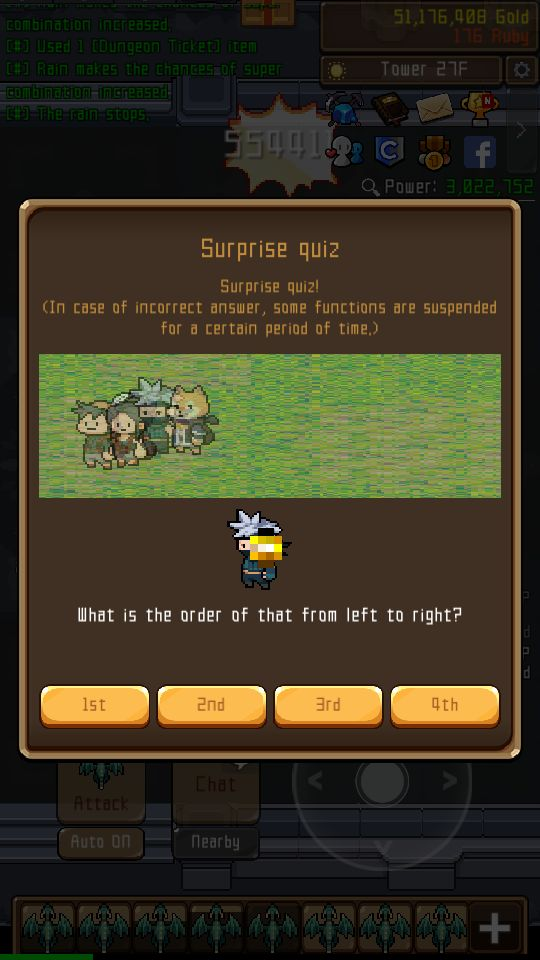 combination increased.
[#] Used 1 [Dungeon Ticket] item
[#] Rain makes the chances of super
combination increased.
[#] The rain stops.
51,176,408 Gold
176 Ruby
Tower 27F
Power: 3,022,752
Surprise quiz
Surprise quiz!
(In case of incorrect answer, some functions are suspended
for a certain period of time.)
What is the order of that from left to right?
1st
2nd
3rd
4th
Attack
Chat
Auto ON
Nearby